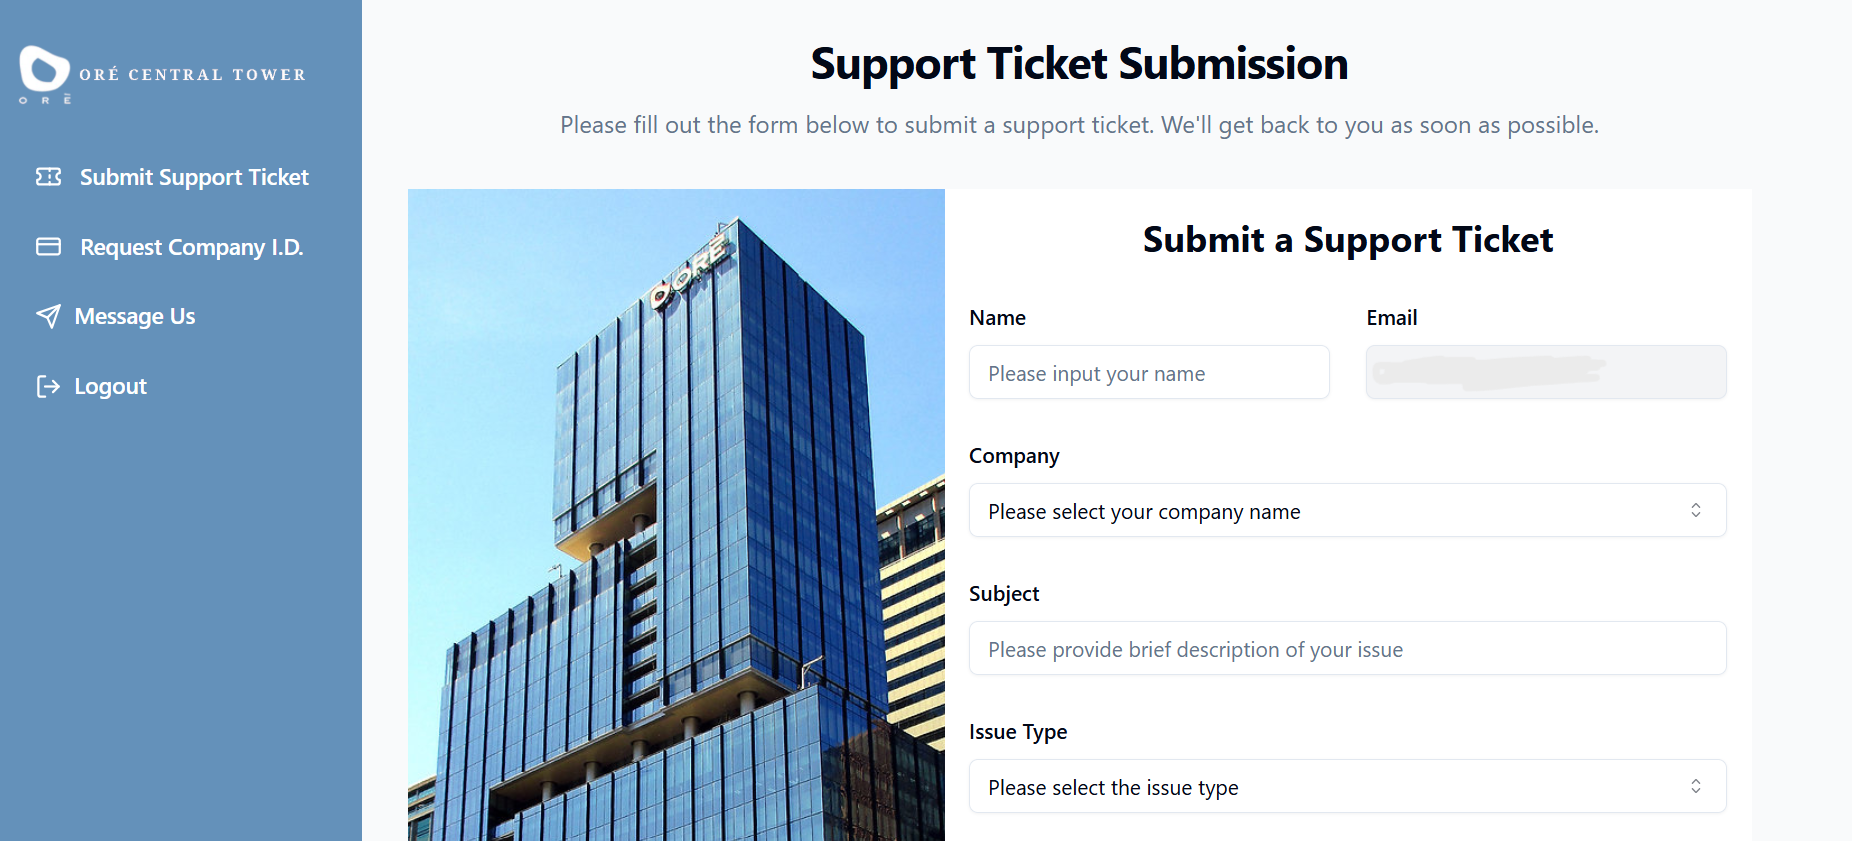 ORÉ CENTRAL TOWER
O R Ē
Submit Support Ticket
Request Company I.D.
Message Us
Logout
Support Ticket Submission
Please fill out the form below to submit a support ticket. We'll get back to you as soon as possible.
ORĒ
Submit a Support Ticket
Name
Email
Please input your name
Company
Please select your company name
Subject
Please provide brief description of your issue
Issue Type
Please select the issue type